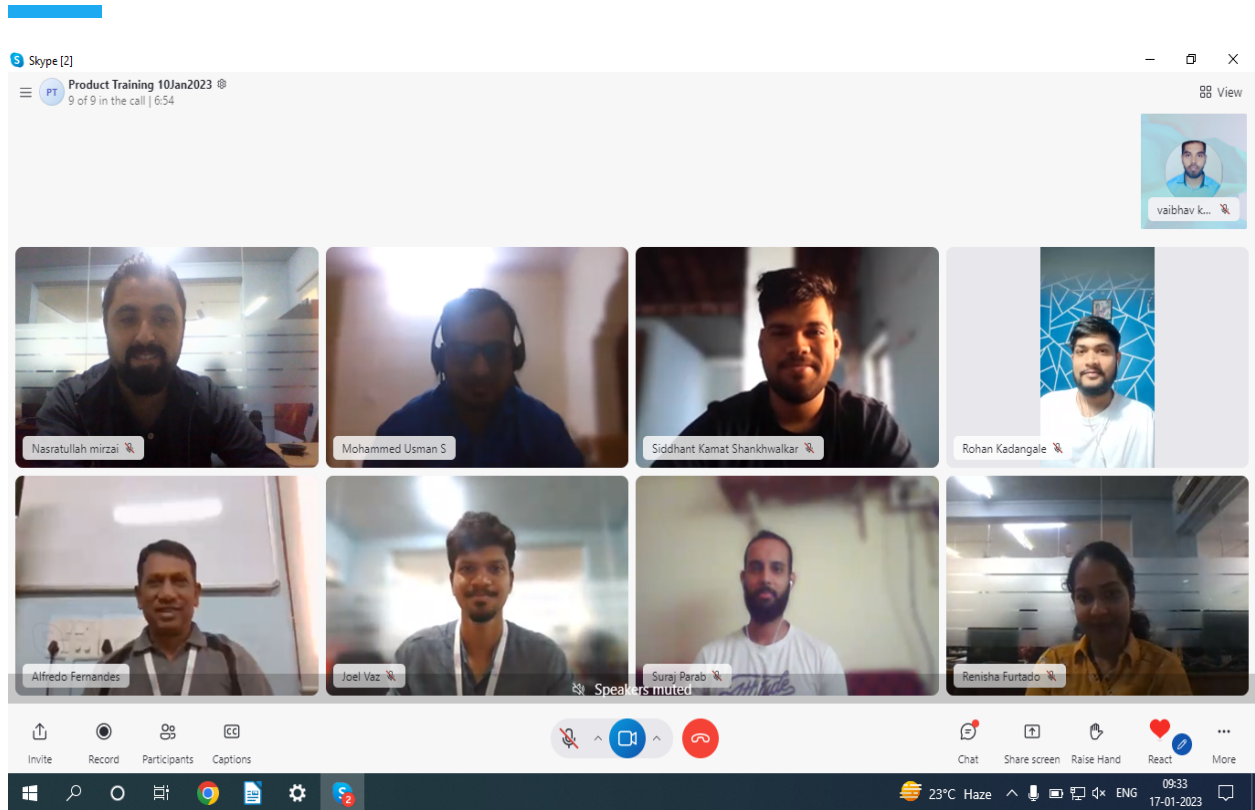 Skype [2]
PT
Product Training 10Jan2023
9 of 9 in the call | 6:54
View
vaibhav k...
Nasratullah mirzai
Mohammed Usman S
Siddhant Kamat Shankhwalkar
Rohan Kadangale
Alfredo Fernandes
Joel Vaz
Suraj Parab
Renisha Furtado
Speakers muted
Invite
Record
Participants
CC
Captions
Chat
Share screen
Raise Hand
React
More
2
23°C Haze
ENG
09:33
17-01-2023